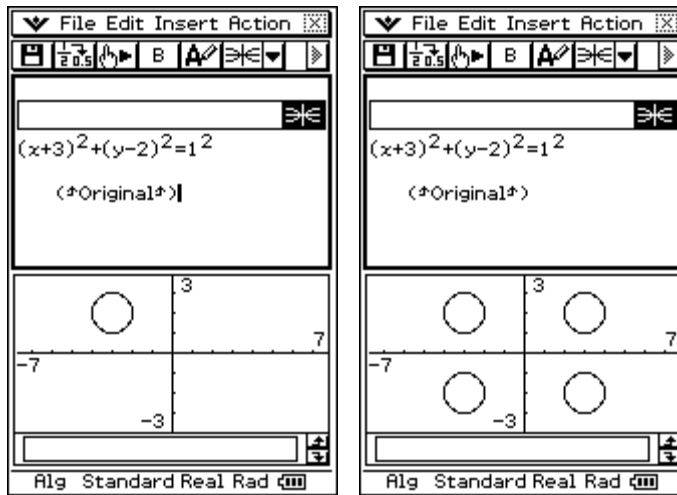 File Edit Insert Action
B
(x+3)²+(y-2)²=1²
(↱Original↱)
3
7
-7
-3
Alg Standard Real Rad
File Edit Insert Action
B
(x+3)²+(y-2)²=1²
(↱Original↱)
3
7
-7
-3
Alg Standard Real Rad